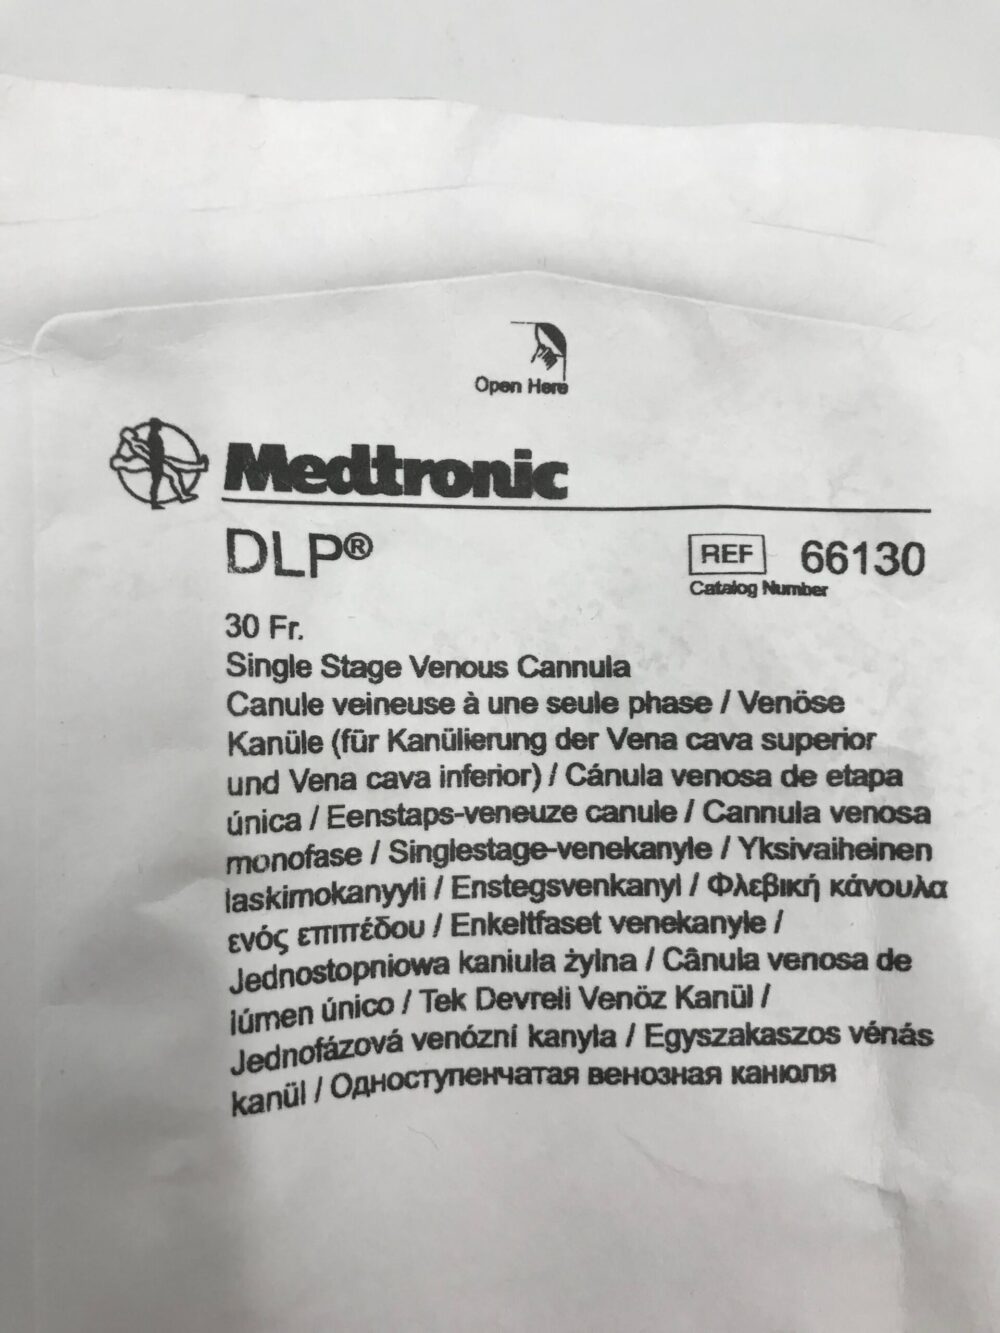 Open Here
Medtronic
DLP®
REF 66130
Catalog Number
30 Fr.
Single Stage Venous Cannula
Canule veineuse à une seule phase / Venöse
Kanüle (für Kanülierung der Vena cava superior
und Vena cava inferior) / Cánula venosa de etapa
única / Eenstaps-veneuze canule / Cannula venosa
monofase / Singlestage-venekanyle / Yksivaiheinen
laskimokanyyli / Enstegsvenkanyl / Φλεβική κάνουλα
ενός επιπέδου / Enkeltfaset venekanyle /
Jednostopniowa kaniula żylna / Cânula venosa de
lúmen único / Tek Devreli Venöz Kanül /
Jednofázová venózní kanyla / Egyszakaszos vénás
kanül / Одноступенчатая венозная канюля